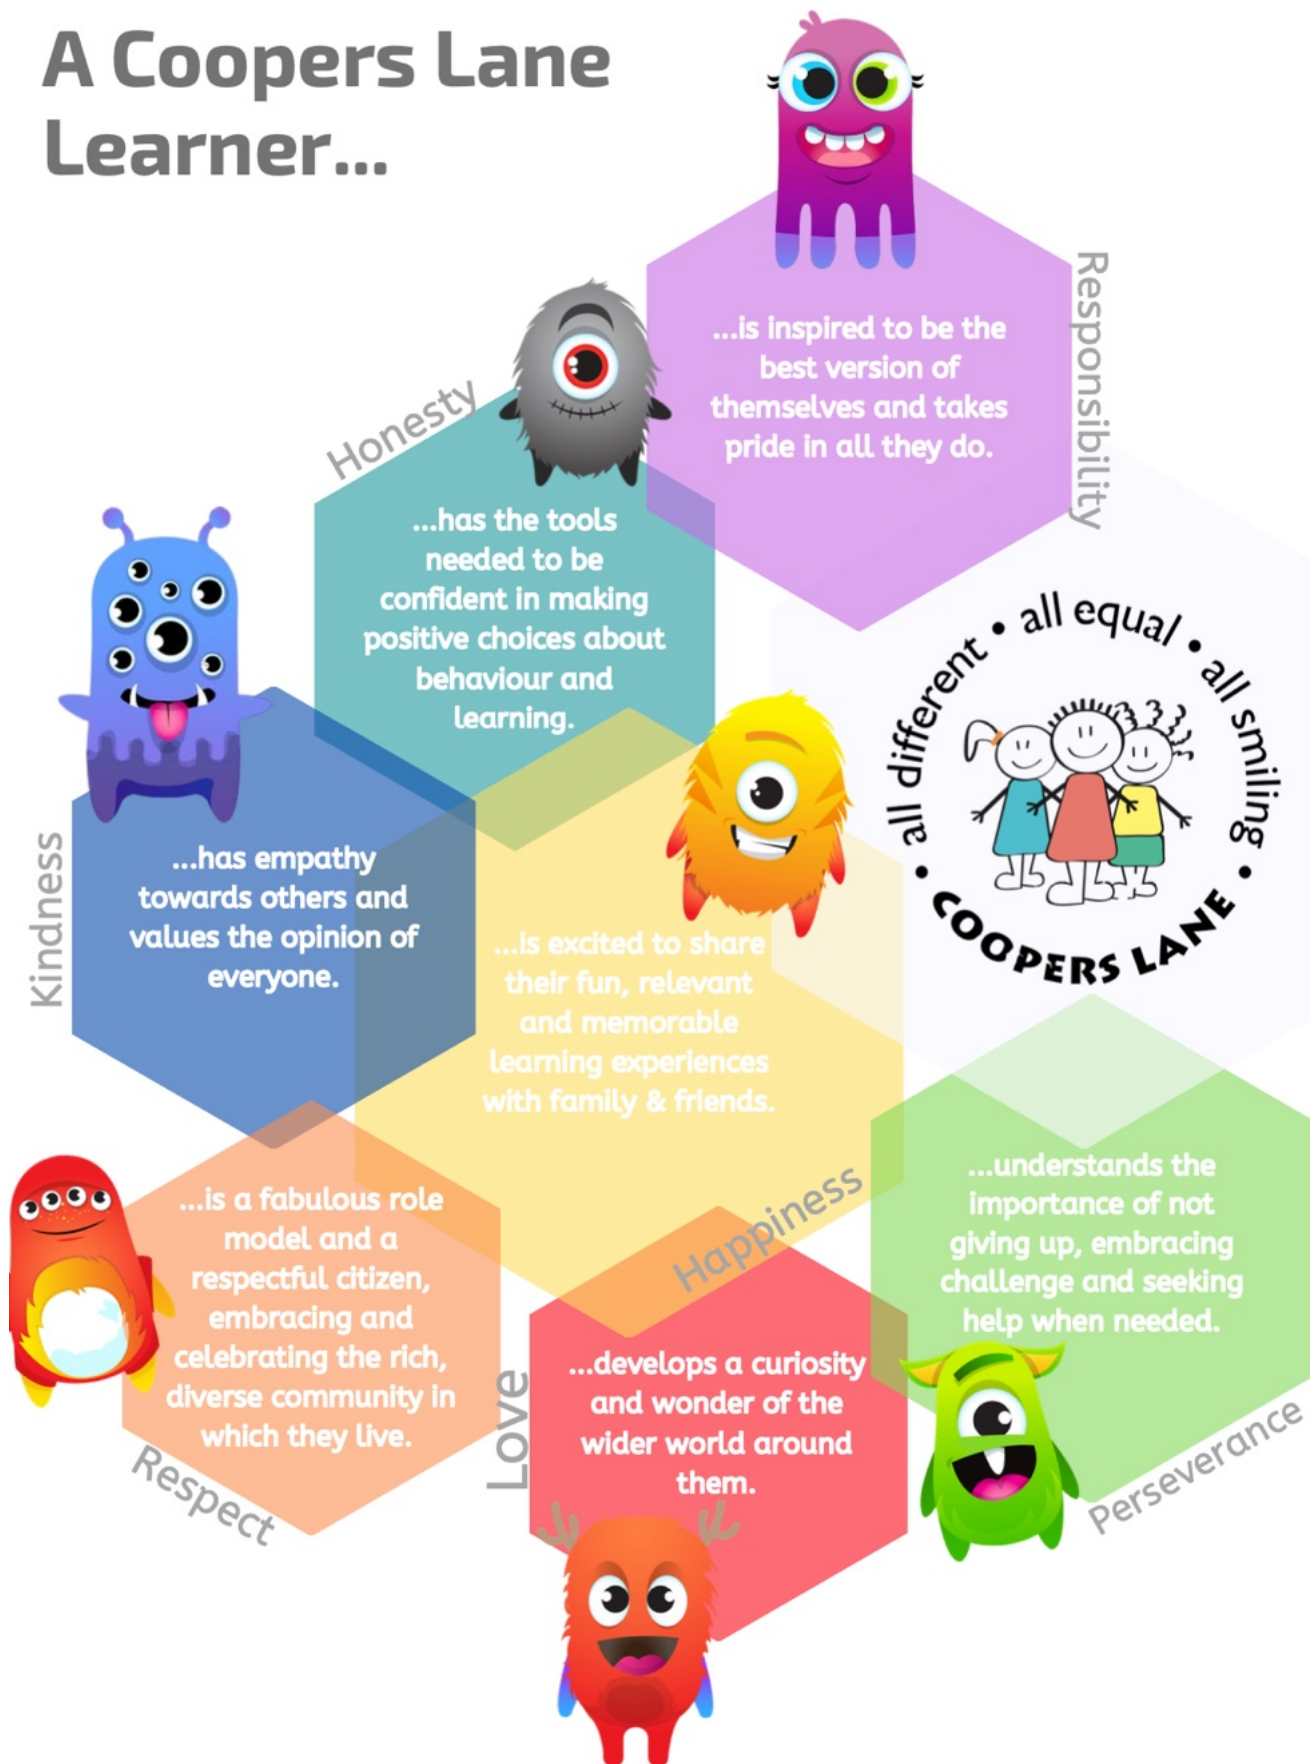 A Coopers Lane
Learner...
Responsibility
...is inspired to be the
best version of
themselves and takes
pride in all they do.
Honesty
...has the tools
needed to be
confident in making
positive choices about
behaviour and
learning.
• all different • all equal • all smiling •
COOPERS LANE
Kindness
...has empathy
towards others and
values the opinion of
everyone.
...is excited to share
their fun, relevant
and memorable
learning experiences
with family & friends.
Happiness
...understands the
importance of not
giving up, embracing
challenge and seeking
help when needed.
Perseverance
...is a fabulous role
model and a
respectful citizen,
embracing and
celebrating the rich,
diverse community in
which they live.
Respect
Love
...develops a curiosity
and wonder of the
wider world around
them.